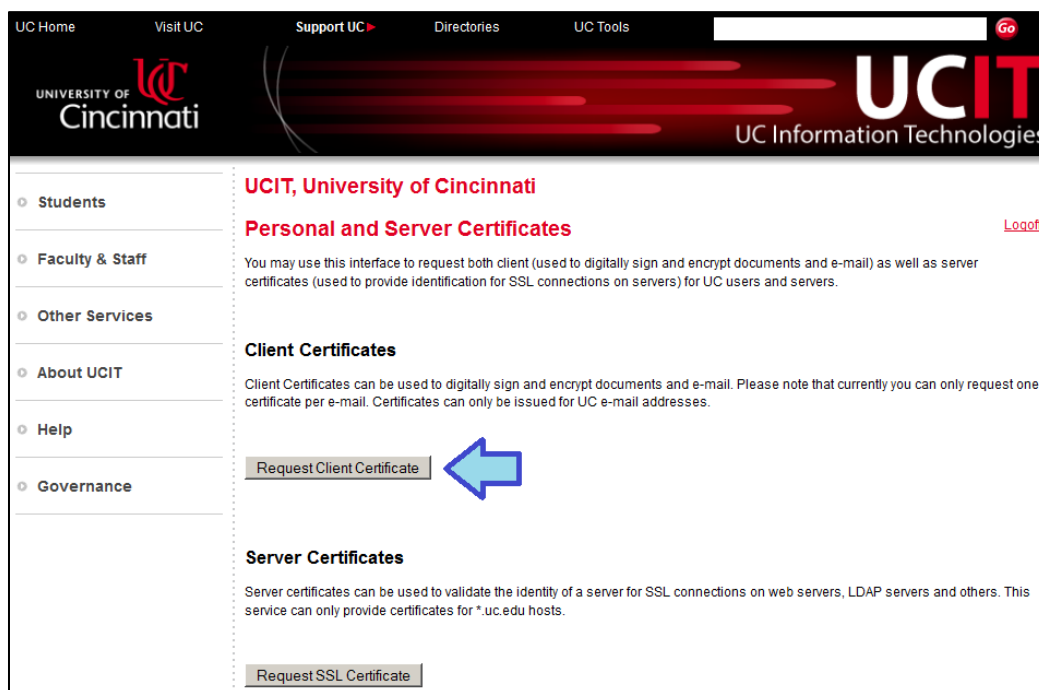 UC Home Visit UC Support UC Directories UC Tools Go
UNIVERSITY OF
Cincinnati
UC
UCIT
UC Information Technologies
UCIT, University of Cincinnati
Students
Personal and Server Certificates
Logoff
Faculty & Staff
You may use this interface to request both client (used to digitally sign and encrypt documents and e-mail) as well as server
certificates (used to provide identification for SSL connections on servers) for UC users and servers.
Other Services
Client Certificates
About UCIT
Client Certificates can be used to digitally sign and encrypt documents and e-mail. Please note that currently you can only request one
certificate per e-mail. Certificates can only be issued for UC e-mail addresses.
Help
Request Client Certificate
Governance
Server Certificates
Server certificates can be used to validate the identity of a server for SSL connections on web servers, LDAP servers and others. This
service can only provide certificates for *.uc.edu hosts.
Request SSL Certificate